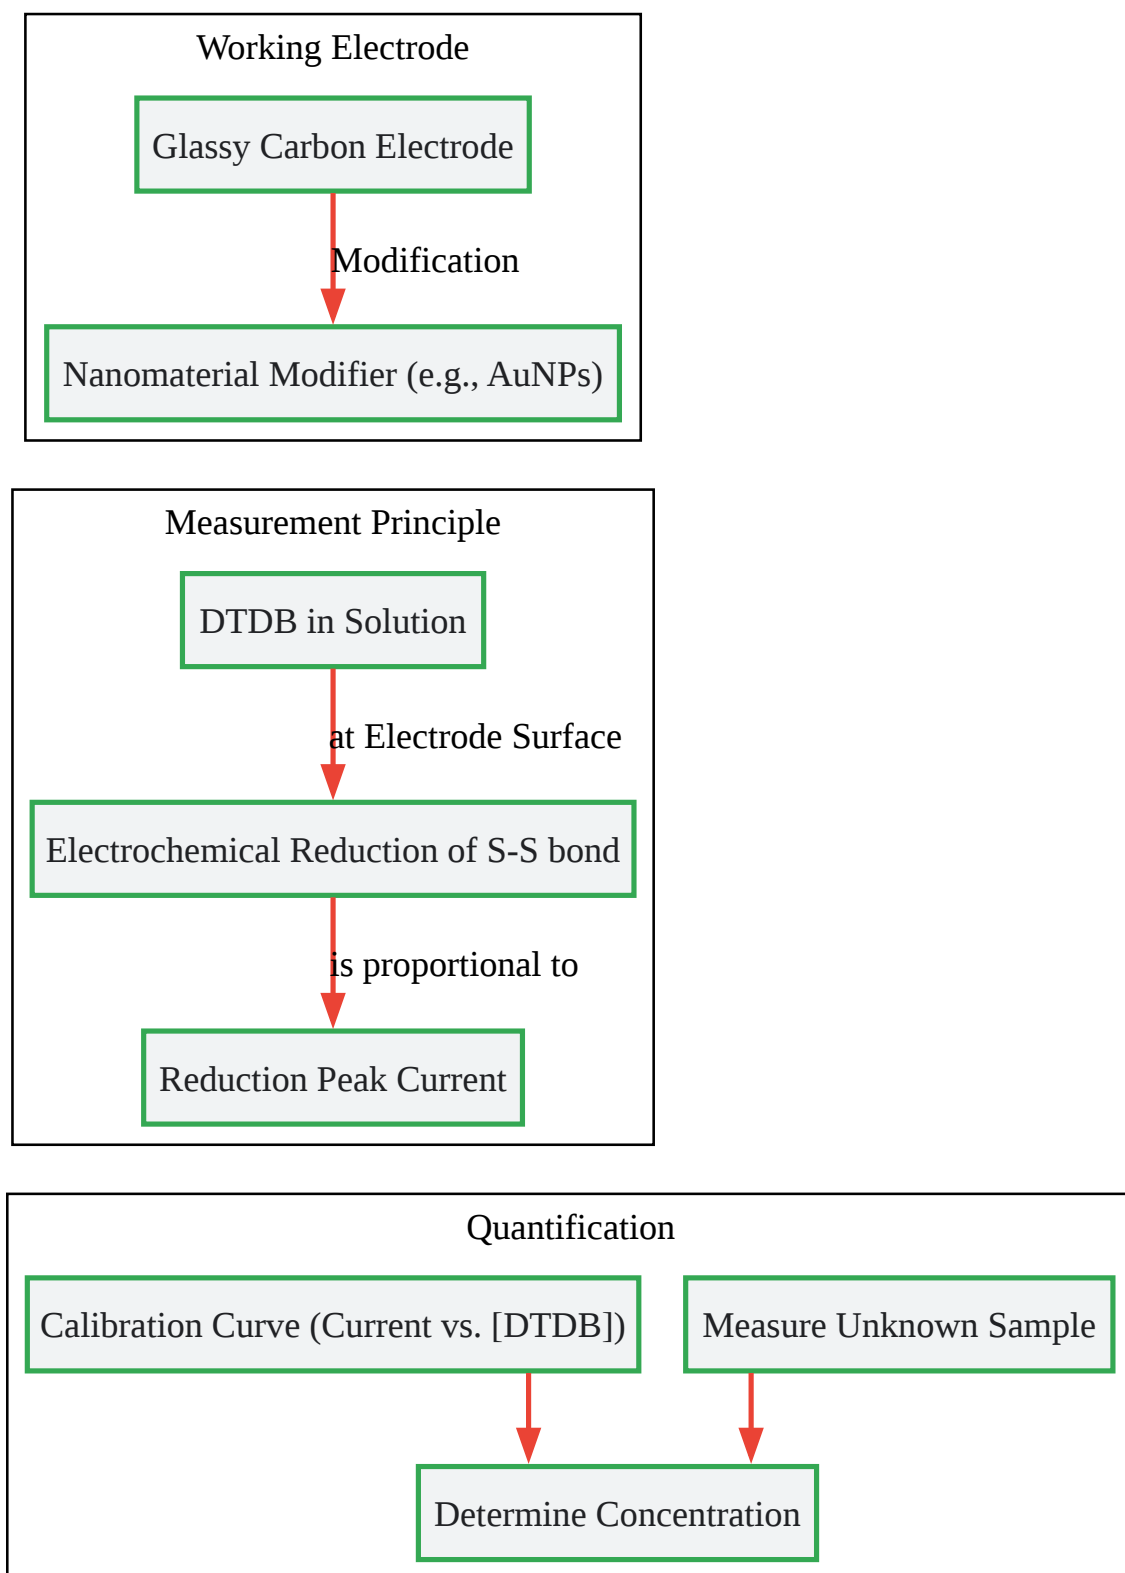 Working Electrode
Glassy Carbon Electrode
Modification
Nanomaterial Modifier (e.g., AuNPs)
Measurement Principle
DTDB in Solution
at Electrode Surface
Electrochemical Reduction of S-S bond
is proportional to
Reduction Peak Current
Quantification
Calibration Curve (Current vs. [DTDB])
Measure Unknown Sample
Determine Concentration